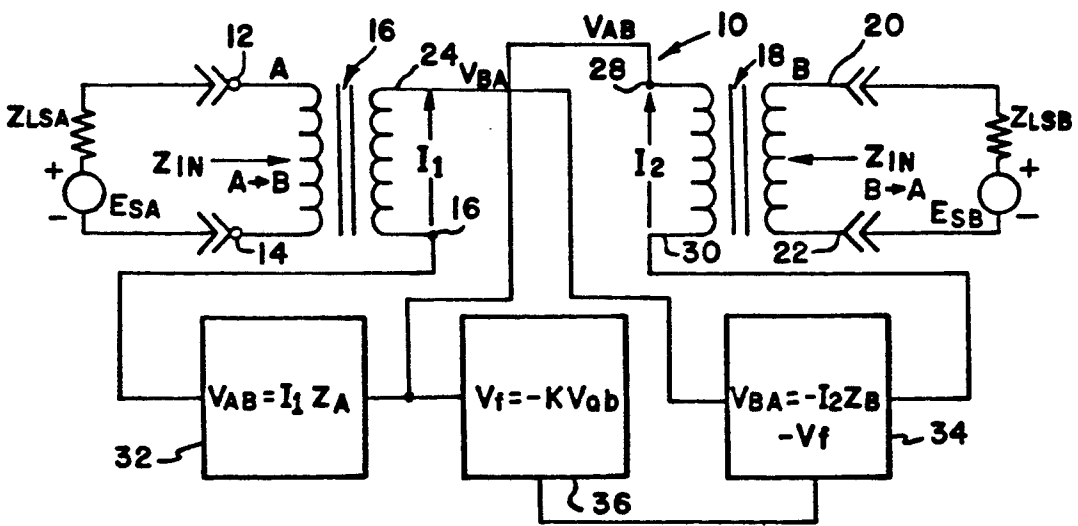 VAB
10
12
16
20
A
24
VBA
28
18
B
ZLSA
ZLSB
+
ZIN
A→B
I1
I2
ZIN
B→A
+
ESA
−
16
ESB
−
14
30
22
VAB = I1 ZA
Vf = -KVab
VBA = -I2ZB
-Vf
32
34
36